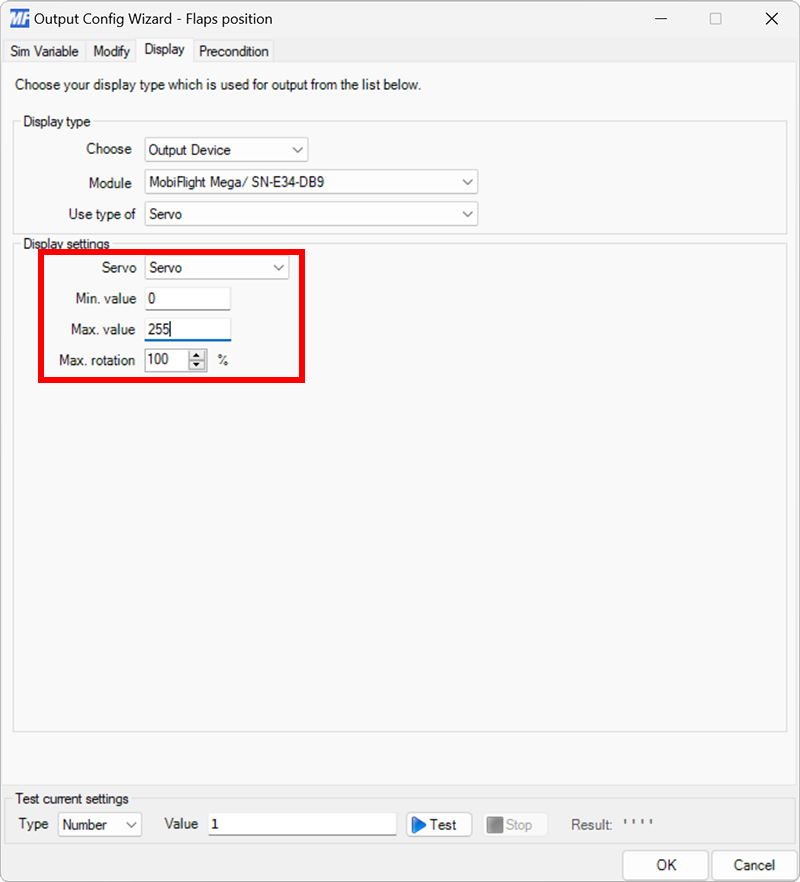 MF Output Config Wizard - Flaps position
Sim Variable Modify Display Precondition
Choose your display type which is used for output from the list below.
Display type
Choose Output Device
Module MobiFlight Mega/ SN-E34-DB9
Use type of Servo
Display settings
Servo Servo
Min. value 0
Max. value 255
Max. rotation 100 %
Test current settings
Type Number Value 1 Test Stop Result: ' ' ' '
OK Cancel